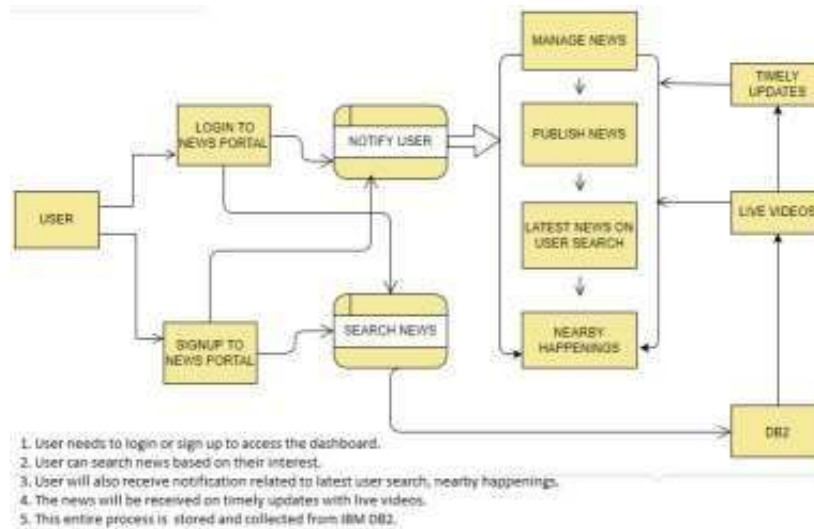 MANAGE NEWS
TIMELY
UPDATES
LOGIN TO
NEWS PORTAL
NOTIFY USER
PUBLISH NEWS
USER
LIVE VIDEOS
LATEST NEWS ON
USER SEARCH
SIGNUP TO
NEWS PORTAL
SEARCH NEWS
NEARBY
HAPPENINGS
DB2
1. User needs to login or sign up to access the dashboard.
2. User can search news based on their interest.
3. User will also receive notification related to latest user search, nearby happenings.
4. The news will be received on timely updates with live videos.
5. This entire process is stored and collected from IBM DB2.